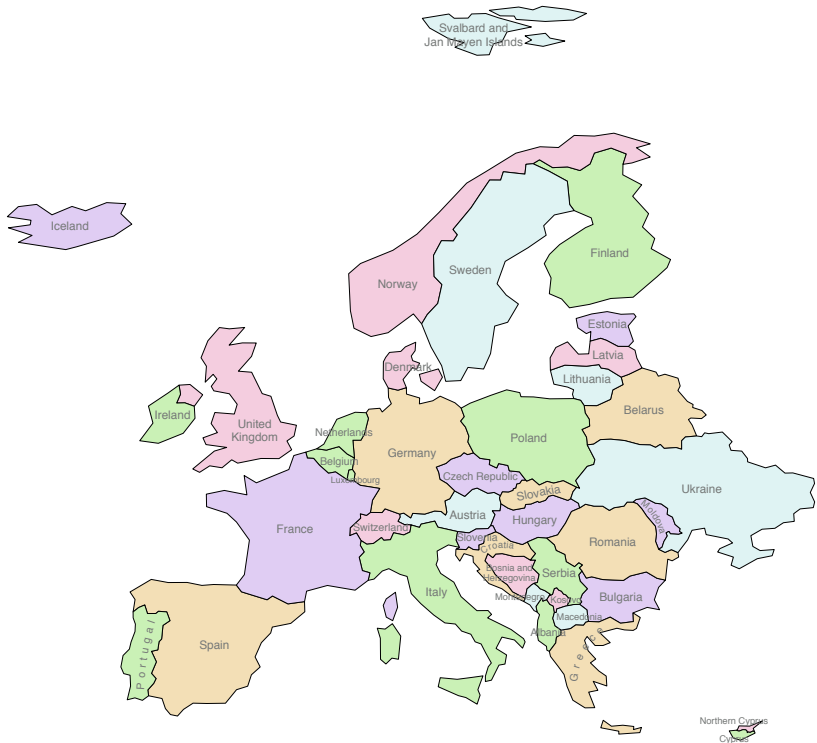 Svalbard and
Jan Mayen Islands
Iceland
Finland
Sweden
Norway
Estonia
Latvia
Denmark
Lithuania
Belarus
Ireland
United
Kingdom
Netherlands
Germany
Poland
Belgium
Luxembourg
Czech Republic
Ukraine
Slovakia
Austria
Hungary
Moldova
France
Switzerland
Slovenia
Croatia
Romania
Bosnia and
Herzegovina
Serbia
Italy
Montenegro
Kosovo
Bulgaria
Macedonia
Albania
Spain
Portugal
Greece
Northern Cyprus
Cyprus